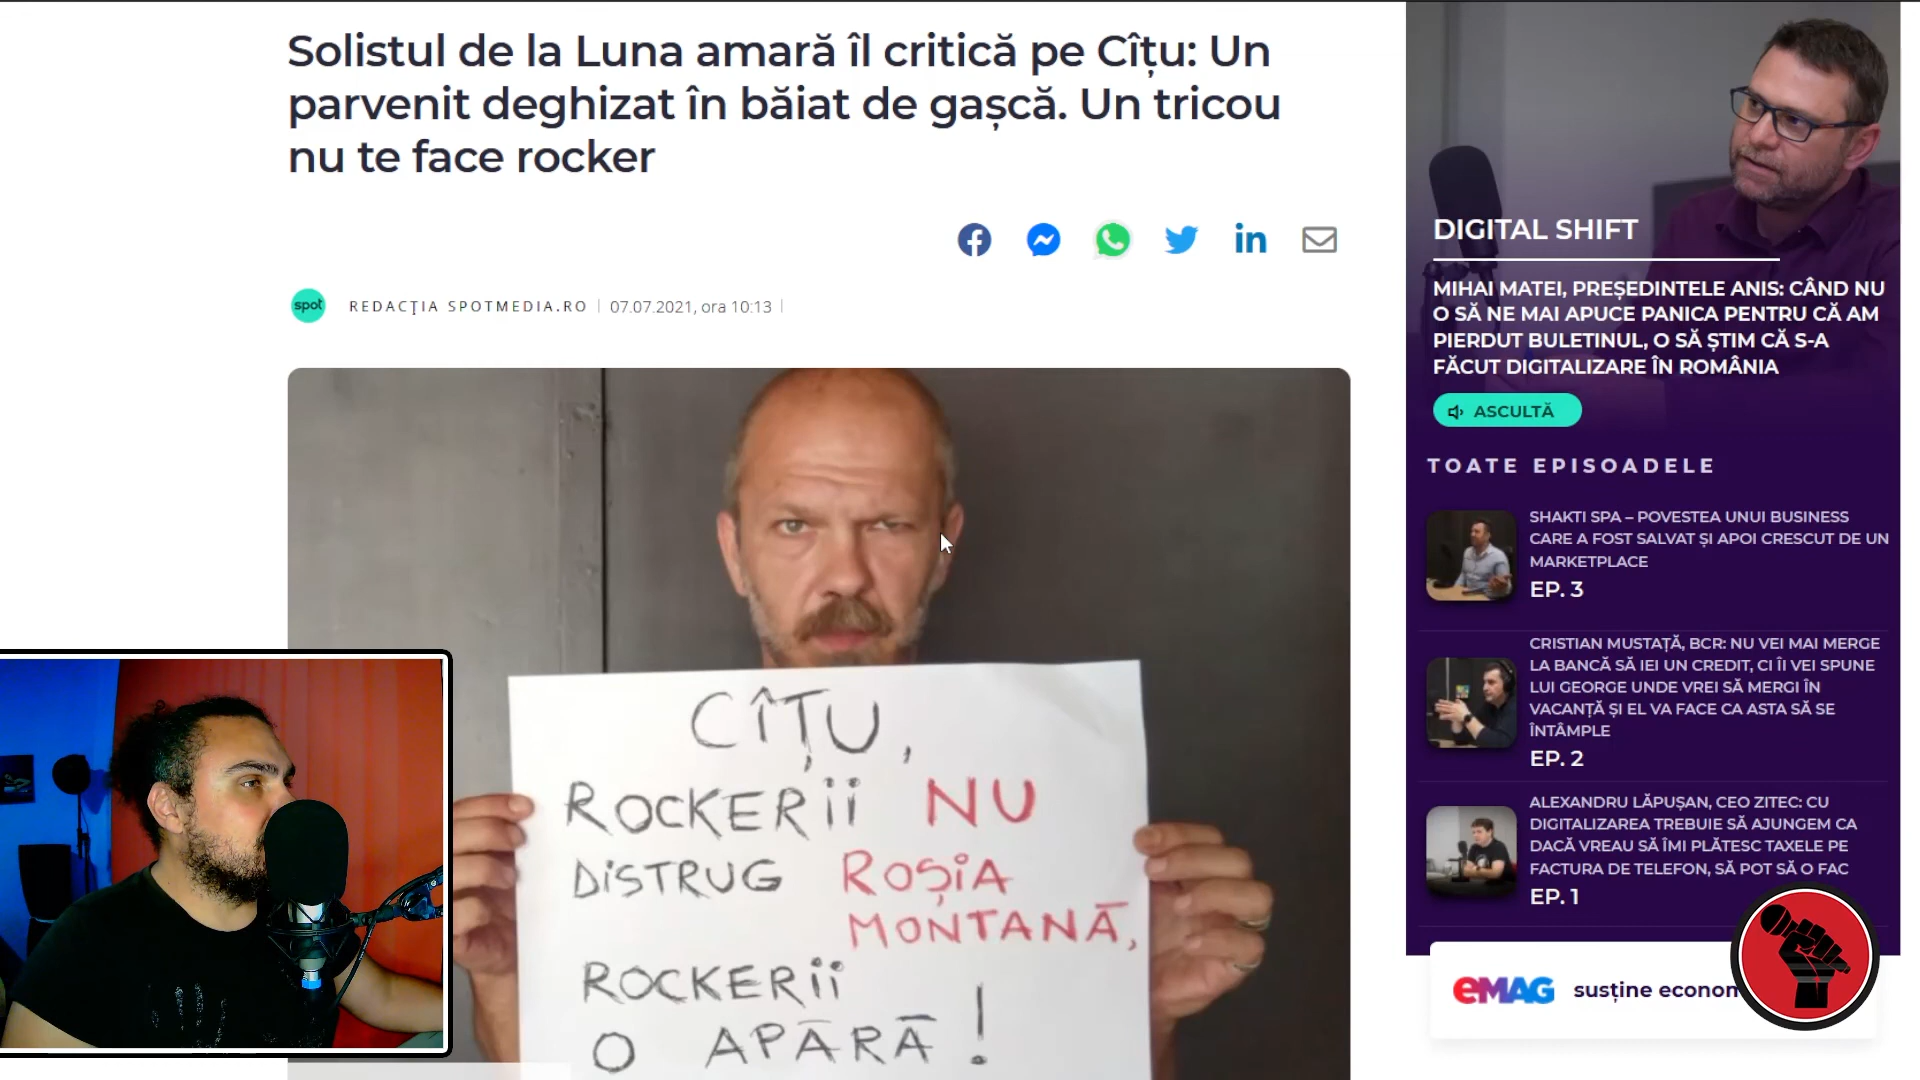 Solistul de la Luna amară îl critică pe Cîțu: Un
parvenit deghizat în băiat de gașcă. Un tricou
nu te face rocker
spot
REDACȚIA SPOTMEDIA.RO
07.07.2021, ora 10:13
CÎȚU,
ROCKERII NU
DISTRUG ROȘIA
MONTANĂ,
ROCKERII
O APĂRĂ!
DIGITAL SHIFT
MIHAI MATEI, PREȘEDINTELE ANIS: CÂND NU
O SĂ NE MAI APUCE PANICA PENTRU CĂ AM
PIERDUT BULETINUL, O SĂ ȘTIM CĂ S-A
FĂCUT DIGITALIZARE ÎN ROMÂNIA
ASCULTĂ
TOATE EPISOADELE
SHAKTI SPA – POVESTEA UNUI BUSINESS
CARE A FOST SALVAT ȘI APOI CRESCUT DE UN
MARKETPLACE
EP. 3
CRISTIAN MUSTAȚĂ, BCR: NU VEI MAI MERGE
LA BANCĂ SĂ IEI UN CREDIT, CI ÎI VEI SPUNE
LUI GEORGE UNDE VREI SĂ MERGI ÎN
VACANȚĂ ȘI EL VA FACE CA ASTA SĂ SE
ÎNTÂMPLE
EP. 2
ALEXANDRU LĂPUȘAN, CEO ZITEC: CU
DIGITALIZAREA TREBUIE SĂ AJUNGEM CA
DACĂ VREAU SĂ ÎMI PLĂTESC TAXELE PE
FACTURA DE TELEFON, SĂ POT SĂ O FAC
EP. 1
eMAG susține econom